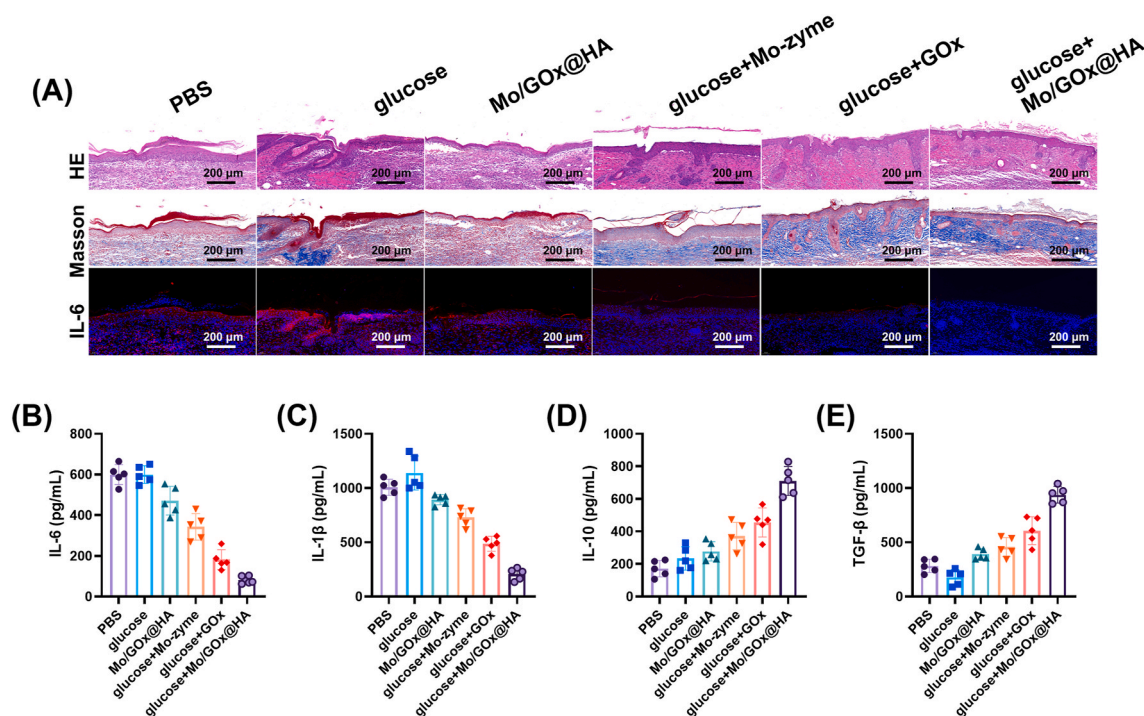 (A)
PBS
glucose
Mo/GOx@HA
glucose+Mo-zyme
glucose+GOx
glucose+
Mo/GOx@HA
HE
200 µm
200 µm
200 µm
200 µm
200 µm
200 µm
Masson
200 µm
200 µm
200 µm
200 µm
200 µm
200 µm
IL-6
200 µm
200 µm
200 µm
200 µm
200 µm
200 µm
(B)
IL-6 (pg/mL)
800
600
400
200
0
PBS
glucose
Mo/GOx@HA
glucose+Mo-zyme
glucose+GOx
glucose+Mo/GOx@HA
(C)
IL-1β (pg/mL)
1500
1000
500
0
PBS
glucose
Mo/GOx@HA
glucose+Mo-zyme
glucose+GOx
glucose+Mo/GOx@HA
(D)
IL-10 (pg/mL)
1000
800
600
400
200
0
PBS
glucose
Mo/GOx@HA
glucose+Mo-zyme
glucose+GOx
glucose+Mo/GOx@HA
(E)
TGF-β (pg/mL)
1500
1000
500
0
PBS
glucose
Mo/GOx@HA
glucose+Mo-zyme
glucose+GOx
glucose+Mo/GOx@HA